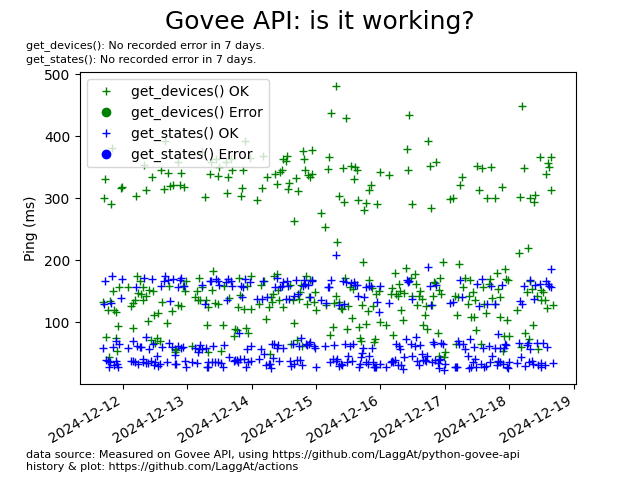 Govee API: is it working?
get_devices(): No recorded error in 7 days.
get_states(): No recorded error in 7 days.
500
400
300
200
100
Ping (ms)
get_devices() OK
get_devices() Error
get_states() OK
get_states() Error
2024-12-12
2024-12-13
2024-12-14
2024-12-15
2024-12-16
2024-12-17
2024-12-18
2024-12-19
data source: Measured on Govee API, using https://github.com/LaggAt/python-govee-api
history & plot: https://github.com/LaggAt/actions